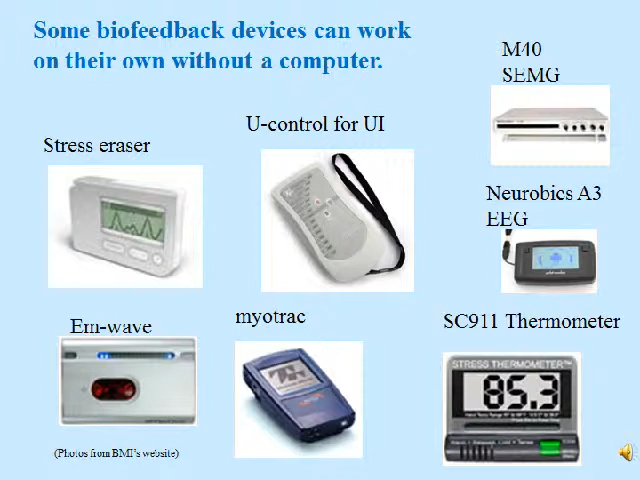 Some biofeedback devices can work
on their own without a computer.
M40
SEMG
U-control for UI
Stress eraser
Neurobics A3
EEG
Em-wave
myotrac
SC911 Thermometer
STRESS THERMOMETER™
85.3
(Photos from BMI's website)